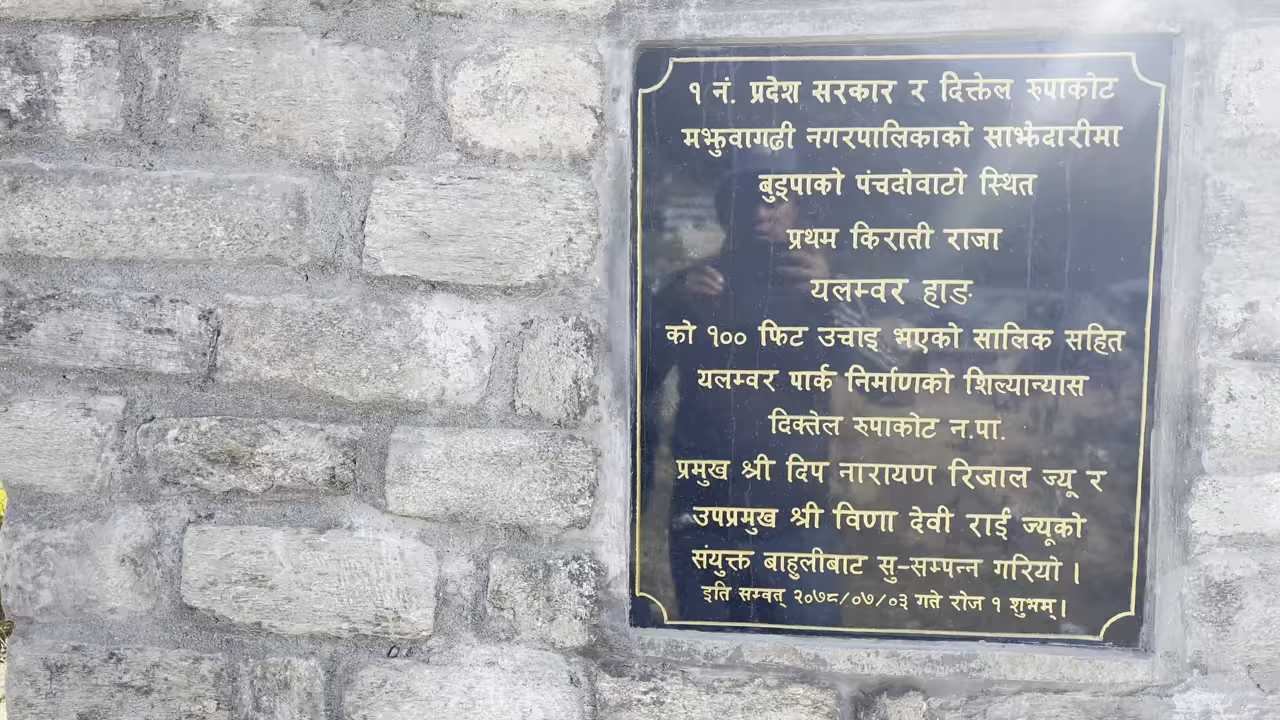 १ नं. प्रदेश सरकार र दिक्तेल रुपाकोट
मझुवागढी नगरपालिकाको साझेदारीमा
बुइपाको पंचदोवाटो स्थित
प्रथम किराती राजा
यलम्वर हाङ
को १०० फिट उचाइ भएको सालिक सहित
यलम्वर पार्क निर्माणको शिल्यान्यास
दिक्तेल रुपाकोट न.पा.
प्रमुख श्री दिप नारायण रिजाल ज्यू र
उपप्रमुख श्री विणा देवी राई ज्यूको
संयुक्त बाहुलीबाट सु-सम्पन्न गरियो ।
इति सम्वत् २०७८/०७/०३ गते रोज १ शुभम् ।